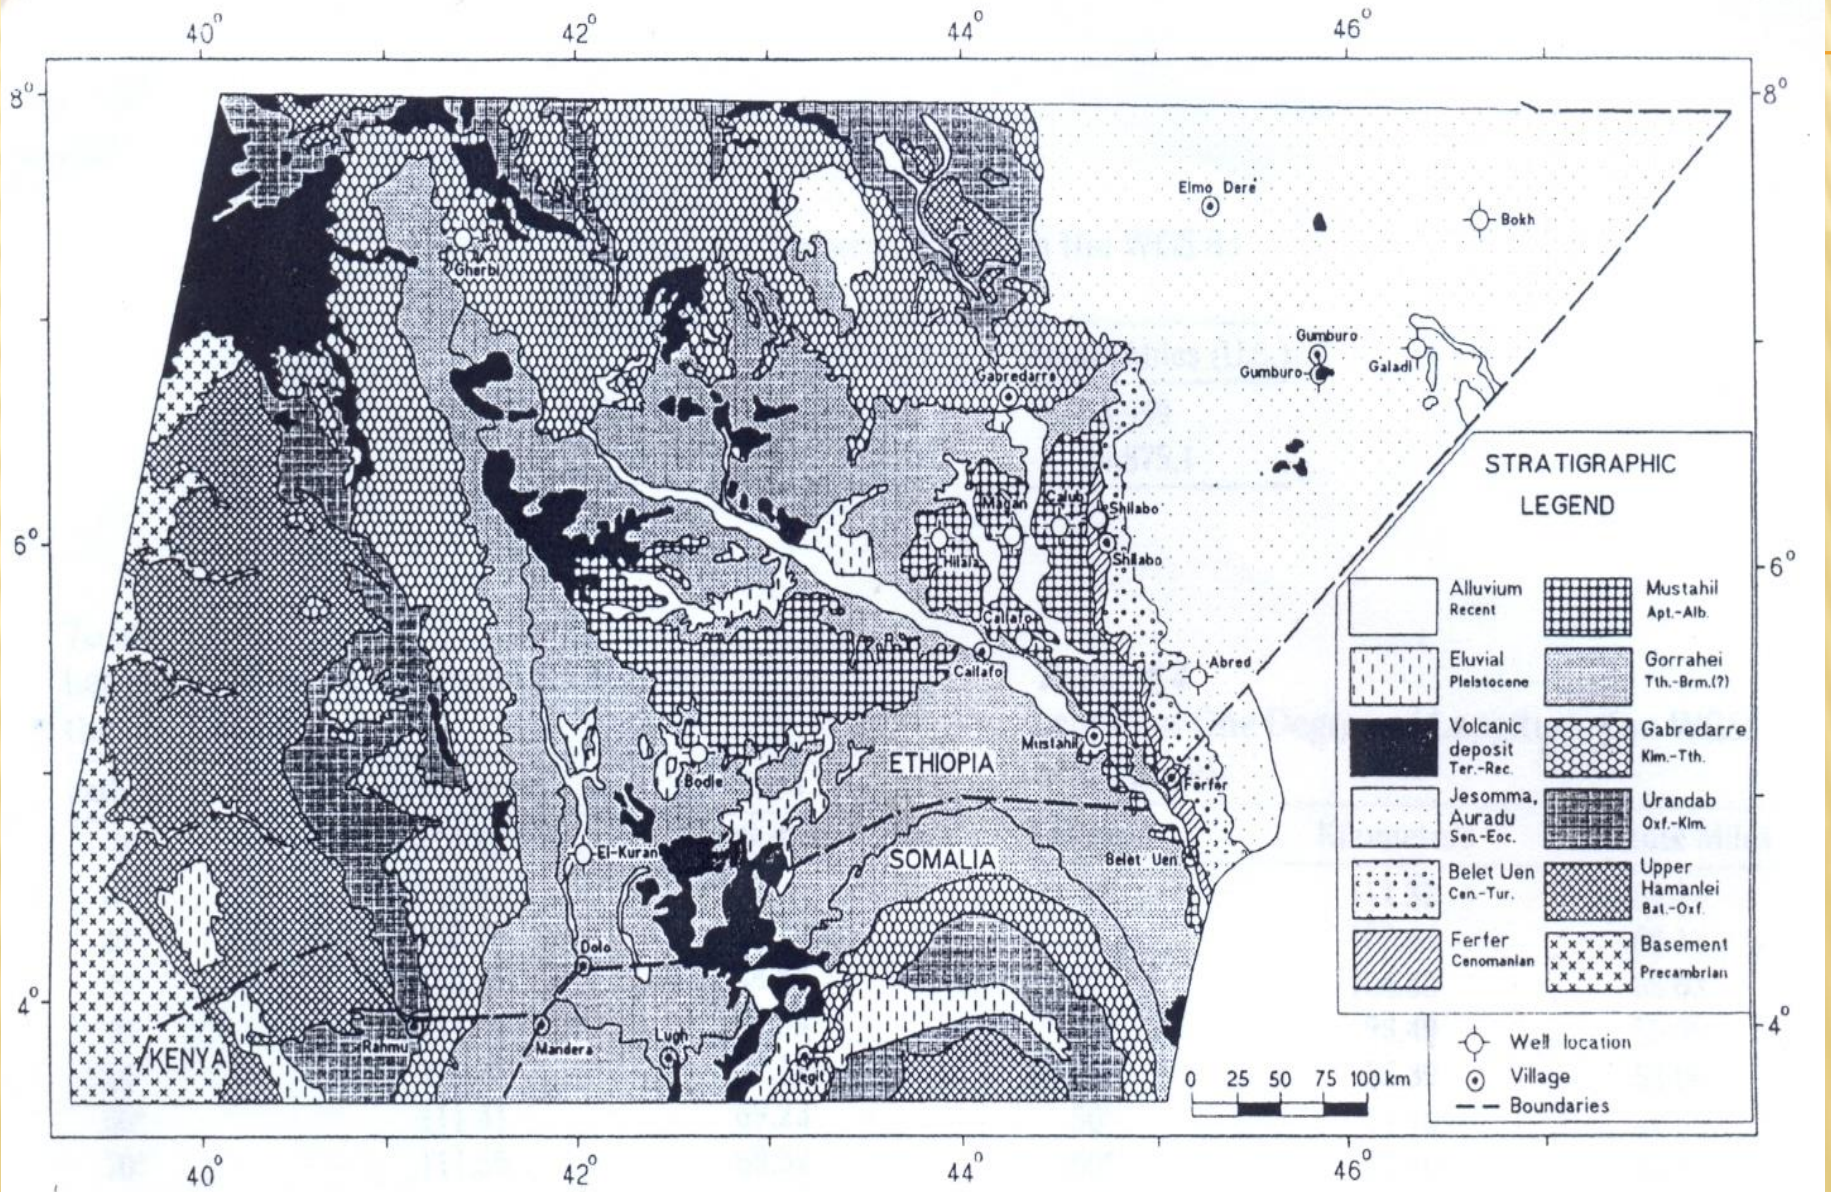 40° 42° 44° 46°
8° 8°
Elmo Dere
Bokh
Gherbi
Gumburo
Gumburo
Galadi
Gabredarre
STRATIGRAPHIC
LEGEND
Magan
Calub
Shilabo
Shilabo
Hilala
6° 6°
Alluvium
Recent
Mustahil
Apt.-Alb.
Callafo
Callafo
Abred
Eluvial
Pleistocene
Gorrahei
Tth.-Brm.(?)
Mustahil
ETHIOPIA
Bodle
Ferfer
Volcanic
deposit
Ter.-Rec.
Gabredarre
Kim.-Tth.
Jesomma,
Auradu
Sen.-Eoc.
Urandab
Oxf.-Kim.
El-Kuran
SOMALIA
Belet Uen
Belet Uen
Cen.-Tur.
Upper
Hamanlei
Bat.-Oxf.
Dolo
Ferfer
Cenomanian
Basement
Precambrian
4° 4°
KENYA
Rahmu
Mandera
Lugh
Uegit
Well location
Village
Boundaries
0 25 50 75 100 km
40° 42° 44° 46°